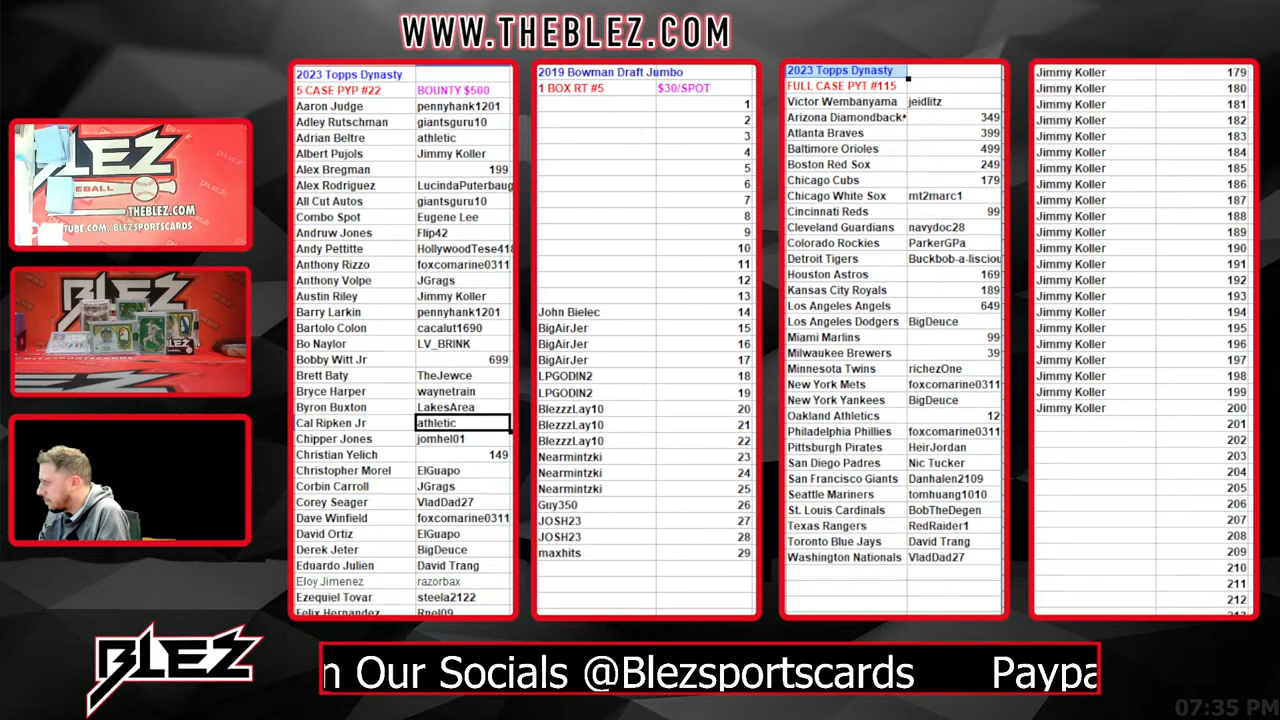 WWW.THEBLEZ.COM
2023 Topps Dynasty
5 CASE PYP #22 BOUNTY $500
Aaron Judge pennyhank1201
Adley Rutschman giantsguru10
Adrian Beltre athletic
Albert Pujols Jimmy Koller
Alex Bregman 199
Alex Rodriguez LucindaPuterbaug
All Cut Autos giantsguru10
Combo Spot Eugene Lee
Andruw Jones Flip42
Andy Pettitte HollywoodTese418
Anthony Rizzo foxcomarine0311
Anthony Volpe JGrags
Austin Riley Jimmy Koller
Barry Larkin pennyhank1201
Bartolo Colon cacalut1690
Bo Naylor LV_BRINK
Bobby Witt Jr 699
Brett Baty TheJewce
Bryce Harper waynetrain
Byron Buxton LakesArea
Cal Ripken Jr athletic
Chipper Jones jomhel01
Christian Yelich 149
Christopher Morel ElGuapo
Corbin Carroll JGrags
Corey Seager VladDad27
Dave Winfield foxcomarine0311
David Ortiz ElGuapo
Derek Jeter BigDeuce
Eduardo Julien David Trang
Eloy Jimenez razorbax
Ezequiel Tovar steela2122
Felix Hernandez Rnel09
2019 Bowman Draft Jumbo
1 BOX RT #5 $30/SPOT
1
2
3
4
5
6
7
8
9
10
11
12
13
John Bielec 14
BigAirJer 15
BigAirJer 16
BigAirJer 17
LPGODIN2 18
LPGODIN2 19
BlezzzLay10 20
BlezzzLay10 21
BlezzzLay10 22
Nearmintzki 23
Nearmintzki 24
Nearmintzki 25
Guy350 26
JOSH23 27
JOSH23 28
maxhits 29
2023 Topps Dynasty
FULL CASE PYT #115
Victor Wembanyama jeidlitz
Arizona Diamondback 349
Atlanta Braves 399
Baltimore Orioles 499
Boston Red Sox 249
Chicago Cubs 179
Chicago White Sox mt2marc1
Cincinnati Reds 99
Cleveland Guardians navydoc28
Colorado Rockies ParkerGPa
Detroit Tigers Buckbob-a-lisciou
Houston Astros 169
Kansas City Royals 189
Los Angeles Angels 649
Los Angeles Dodgers BigDeuce
Miami Marlins 99
Milwaukee Brewers 39
Minnesota Twins richezOne
New York Mets foxcomarine0311
New York Yankees BigDeuce
Oakland Athletics 12
Philadelphia Phillies foxcomarine0311
Pittsburgh Pirates HeirJordan
San Diego Padres Nic Tucker
San Francisco Giants Danhalen2109
Seattle Mariners tomhuang1010
St. Louis Cardinals BobTheDegen
Texas Rangers RedRaider1
Toronto Blue Jays David Trang
Washington Nationals VladDad27
Jimmy Koller 179
Jimmy Koller 180
Jimmy Koller 181
Jimmy Koller 182
Jimmy Koller 183
Jimmy Koller 184
Jimmy Koller 185
Jimmy Koller 186
Jimmy Koller 187
Jimmy Koller 188
Jimmy Koller 189
Jimmy Koller 190
Jimmy Koller 191
Jimmy Koller 192
Jimmy Koller 193
Jimmy Koller 194
Jimmy Koller 195
Jimmy Koller 196
Jimmy Koller 197
Jimmy Koller 198
Jimmy Koller 199
Jimmy Koller 200
201
202
203
204
205
206
207
208
209
210
211
212
213
BLEZ
THEBLEZ.COM
TUBE.COM/BLEZSPORTSCARDS
BLEZ
n Our Socials @Blezsportscards Paypa
07:35 PM